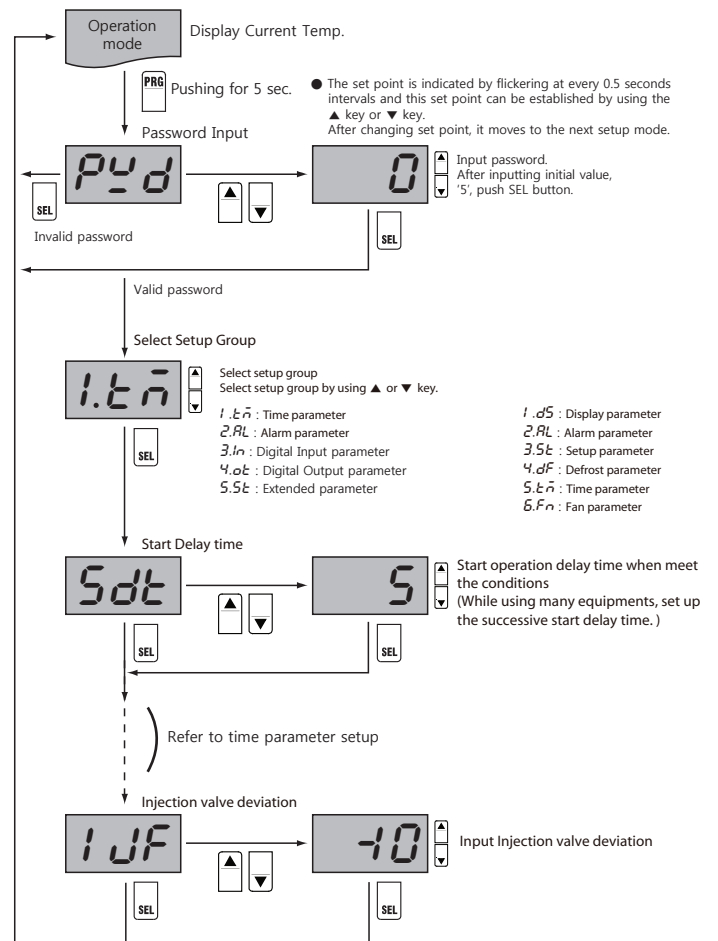 Operation
mode
Display Current Temp.
PRG
Pushing for 5 sec.
● The set point is indicated by flickering at every 0.5 seconds
intervals and this set point can be established by using the
▲ key or ▼ key.
After changing set point, it moves to the next setup mode.
Password Input
PYd
0
Input password.
After inputting initial value,
'5', push SEL button.
SEL
SEL
Invalid password
Valid password
Select Setup Group
1.tm
Select setup group
Select setup group by using ▲ or ▼ key.
1.tm : Time parameter
2.AL : Alarm parameter
3.In : Digital Input parameter
4.ot : Digital Output parameter
5.St : Extended parameter
1.dS : Display parameter
2.AL : Alarm parameter
3.St : Setup parameter
4.dF : Defrost parameter
5.tm : Time parameter
6.Fn : Fan parameter
SEL
Start Delay time
Sdt
5
Start operation delay time when meet
the conditions
(While using many equipments, set up
the successive start delay time. )
SEL
SEL
Refer to time parameter setup
Injection valve deviation
IJF
-10
Input Injection valve deviation
SEL
SEL